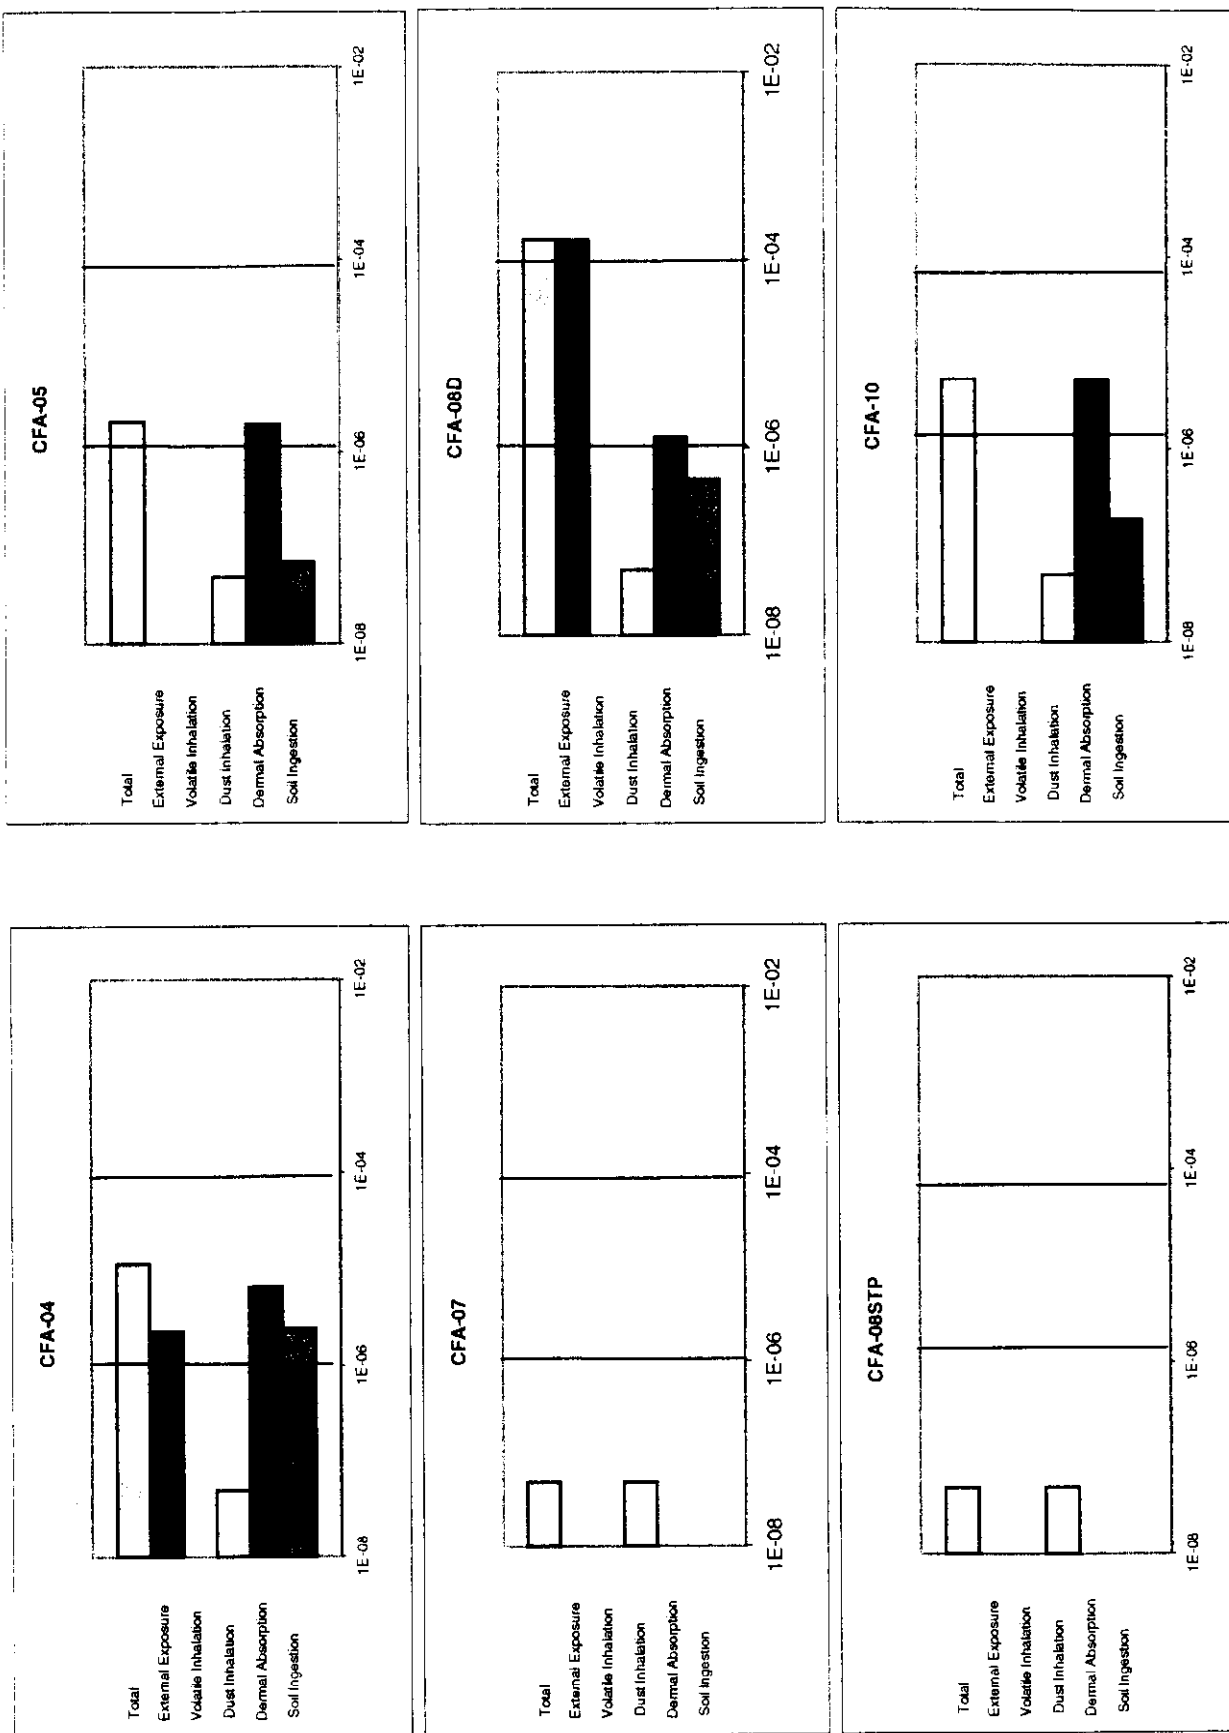 CFA-04
Total
External Exposure
Volatile Inhalation
Dust Inhalation
Dermal Absorption
Soil Ingestion
1E-08
1E-06
1E-04
1E-02
CFA-05
Total
External Exposure
Volatile Inhalation
Dust Inhalation
Dermal Absorption
Soil Ingestion
1E-08
1E-06
1E-04
1E-02
CFA-07
Total
External Exposure
Volatile Inhalation
Dust Inhalation
Dermal Absorption
Soil Ingestion
1E-08
1E-06
1E-04
1E-02
CFA-08D
Total
External Exposure
Volatile Inhalation
Dust Inhalation
Dermal Absorption
Soil Ingestion
1E-08
1E-06
1E-04
1E-02
CFA-08STP
Total
External Exposure
Volatile Inhalation
Dust Inhalation
Dermal Absorption
Soil Ingestion
1E-08
1E-06
1E-04
1E-02
CFA-10
Total
External Exposure
Volatile Inhalation
Dust Inhalation
Dermal Absorption
Soil Ingestion
1E-08
1E-06
1E-04
1E-02